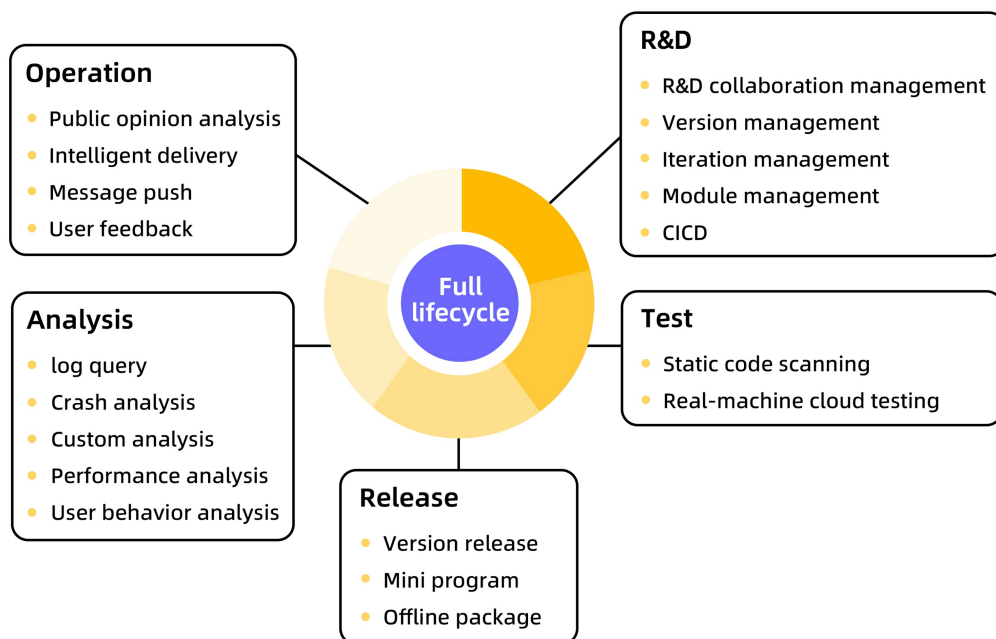 Operation
Public opinion analysis
Intelligent delivery
Message push
User feedback
R&D
R&D collaboration management
Version management
Iteration management
Module management
CICD
Full
lifecycle
Analysis
log query
Crash analysis
Custom analysis
Performance analysis
User behavior analysis
Test
Static code scanning
Real-machine cloud testing
Release
Version release
Mini program
Offline package